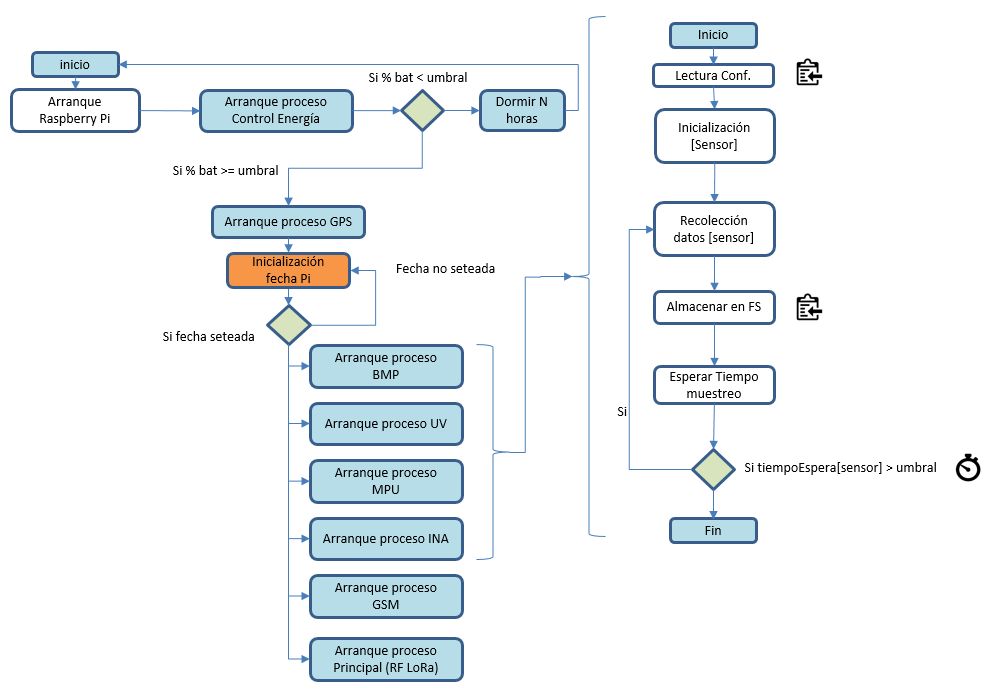 inicio
Arranque
Raspberry Pi
Arranque proceso
Control Energía
Si % bat < umbral
Dormir N
horas
Si % bat >= umbral
Arranque proceso GPS
Inicialización
fecha Pi
Fecha no seteada
Si fecha seteada
Arranque proceso
BMP
Arranque proceso UV
Arranque proceso
MPU
Arranque proceso INA
Arranque proceso
GSM
Arranque proceso
Principal (RF LoRa)
Inicio
Lectura Conf.
Inicialización
[Sensor]
Recolección
datos [sensor]
Almacenar en FS
Esperar Tiempo
muestreo
Si
Si tiempoEspera[sensor] > umbral
Fin